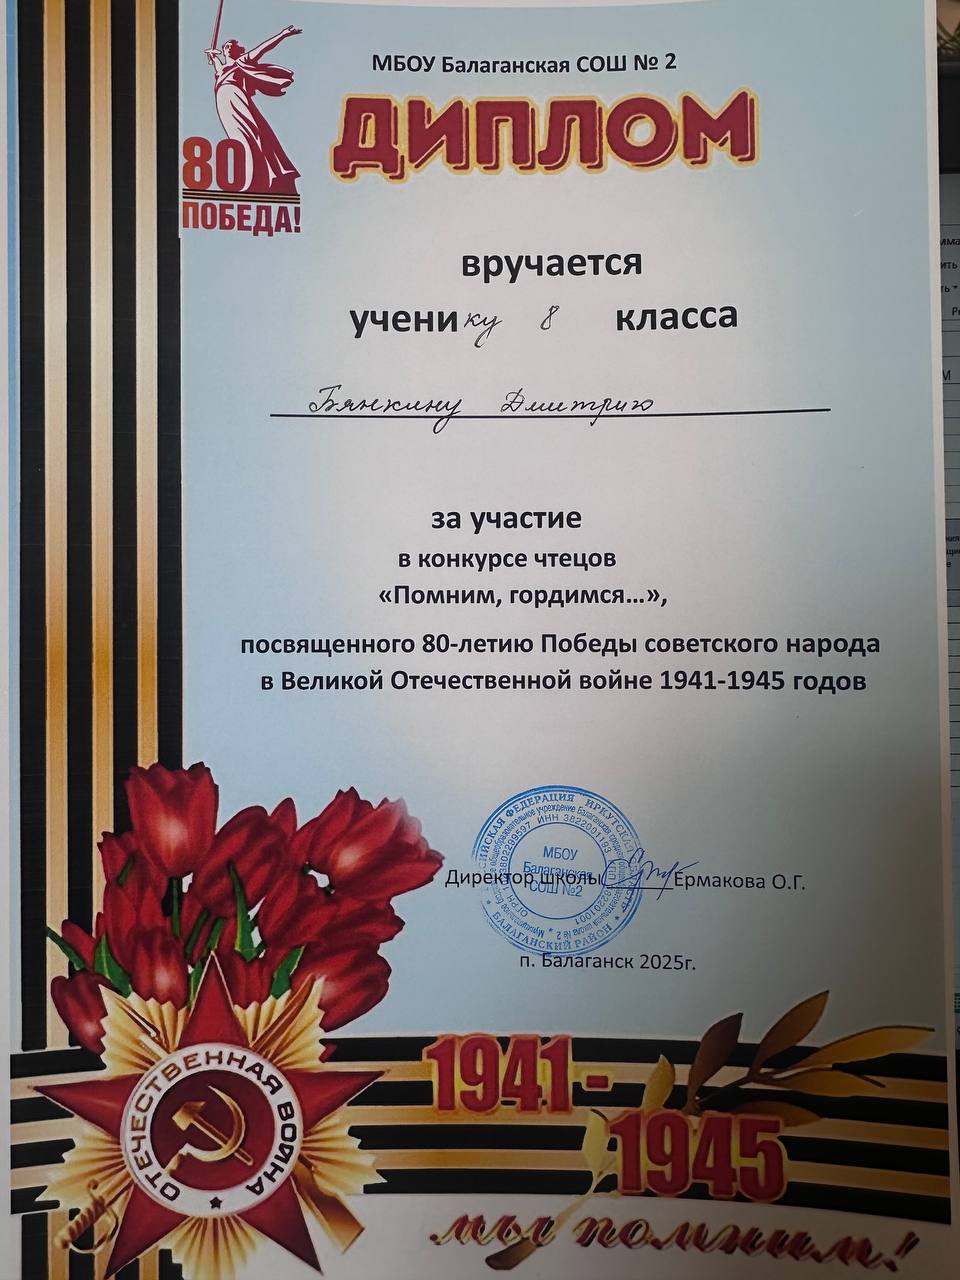 МБОУ Балаганская СОШ № 2
80
ПОБЕДА!
ДИПЛОМ
вручается
ученику 8 класса
Бянкину Дмитрию
за участие
в конкурсе чтецов
«Помним, гордимся...»,
посвященного 80-летию Победы советского народа
в Великой Отечественной войне 1941-1945 годов
МБОУ
Балаганская
СОШ №2
БАЛАГАНСКИЙ РАЙОН
Директор школы Ермакова О.Г.
п. Балаганск 2025г.
ОТЕЧЕСТВЕННАЯ ВОЙНА
1941-
1945
мы помним!